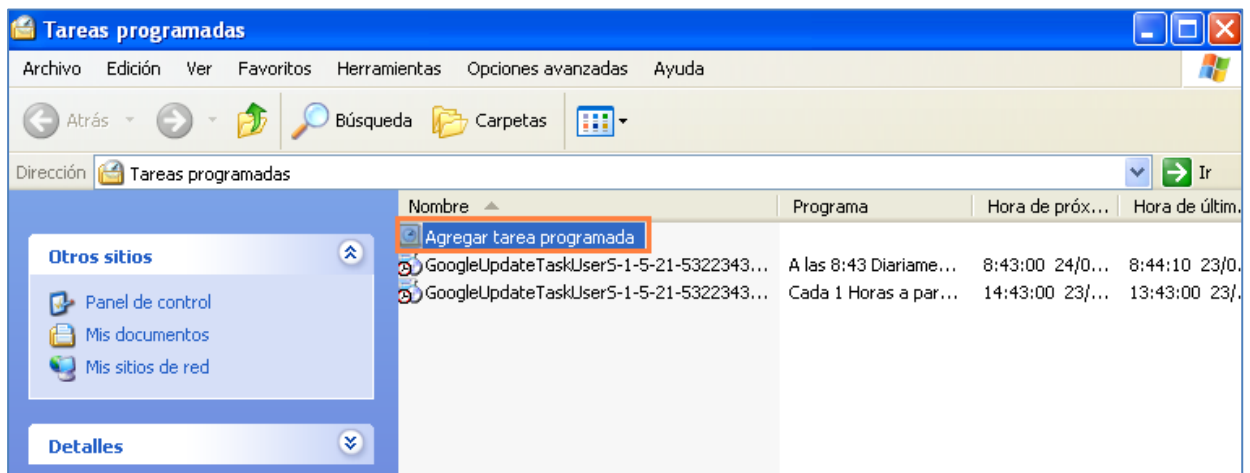 Tareas programadas
Archivo Edición Ver Favoritos Herramientas Opciones avanzadas Ayuda
Atrás Búsqueda Carpetas
Dirección Tareas programadas Ir
Nombre Programa Hora de próx... Hora de últim.
Agregar tarea programada
GoogleUpdateTaskUserS-1-5-21-5322343... A las 8:43 Diariame... 8:43:00 24/0... 8:44:10 23/0.
GoogleUpdateTaskUserS-1-5-21-5322343... Cada 1 Horas a par... 14:43:00 23/... 13:43:00 23/.
Otros sitios
Panel de control
Mis documentos
Mis sitios de red
Detalles